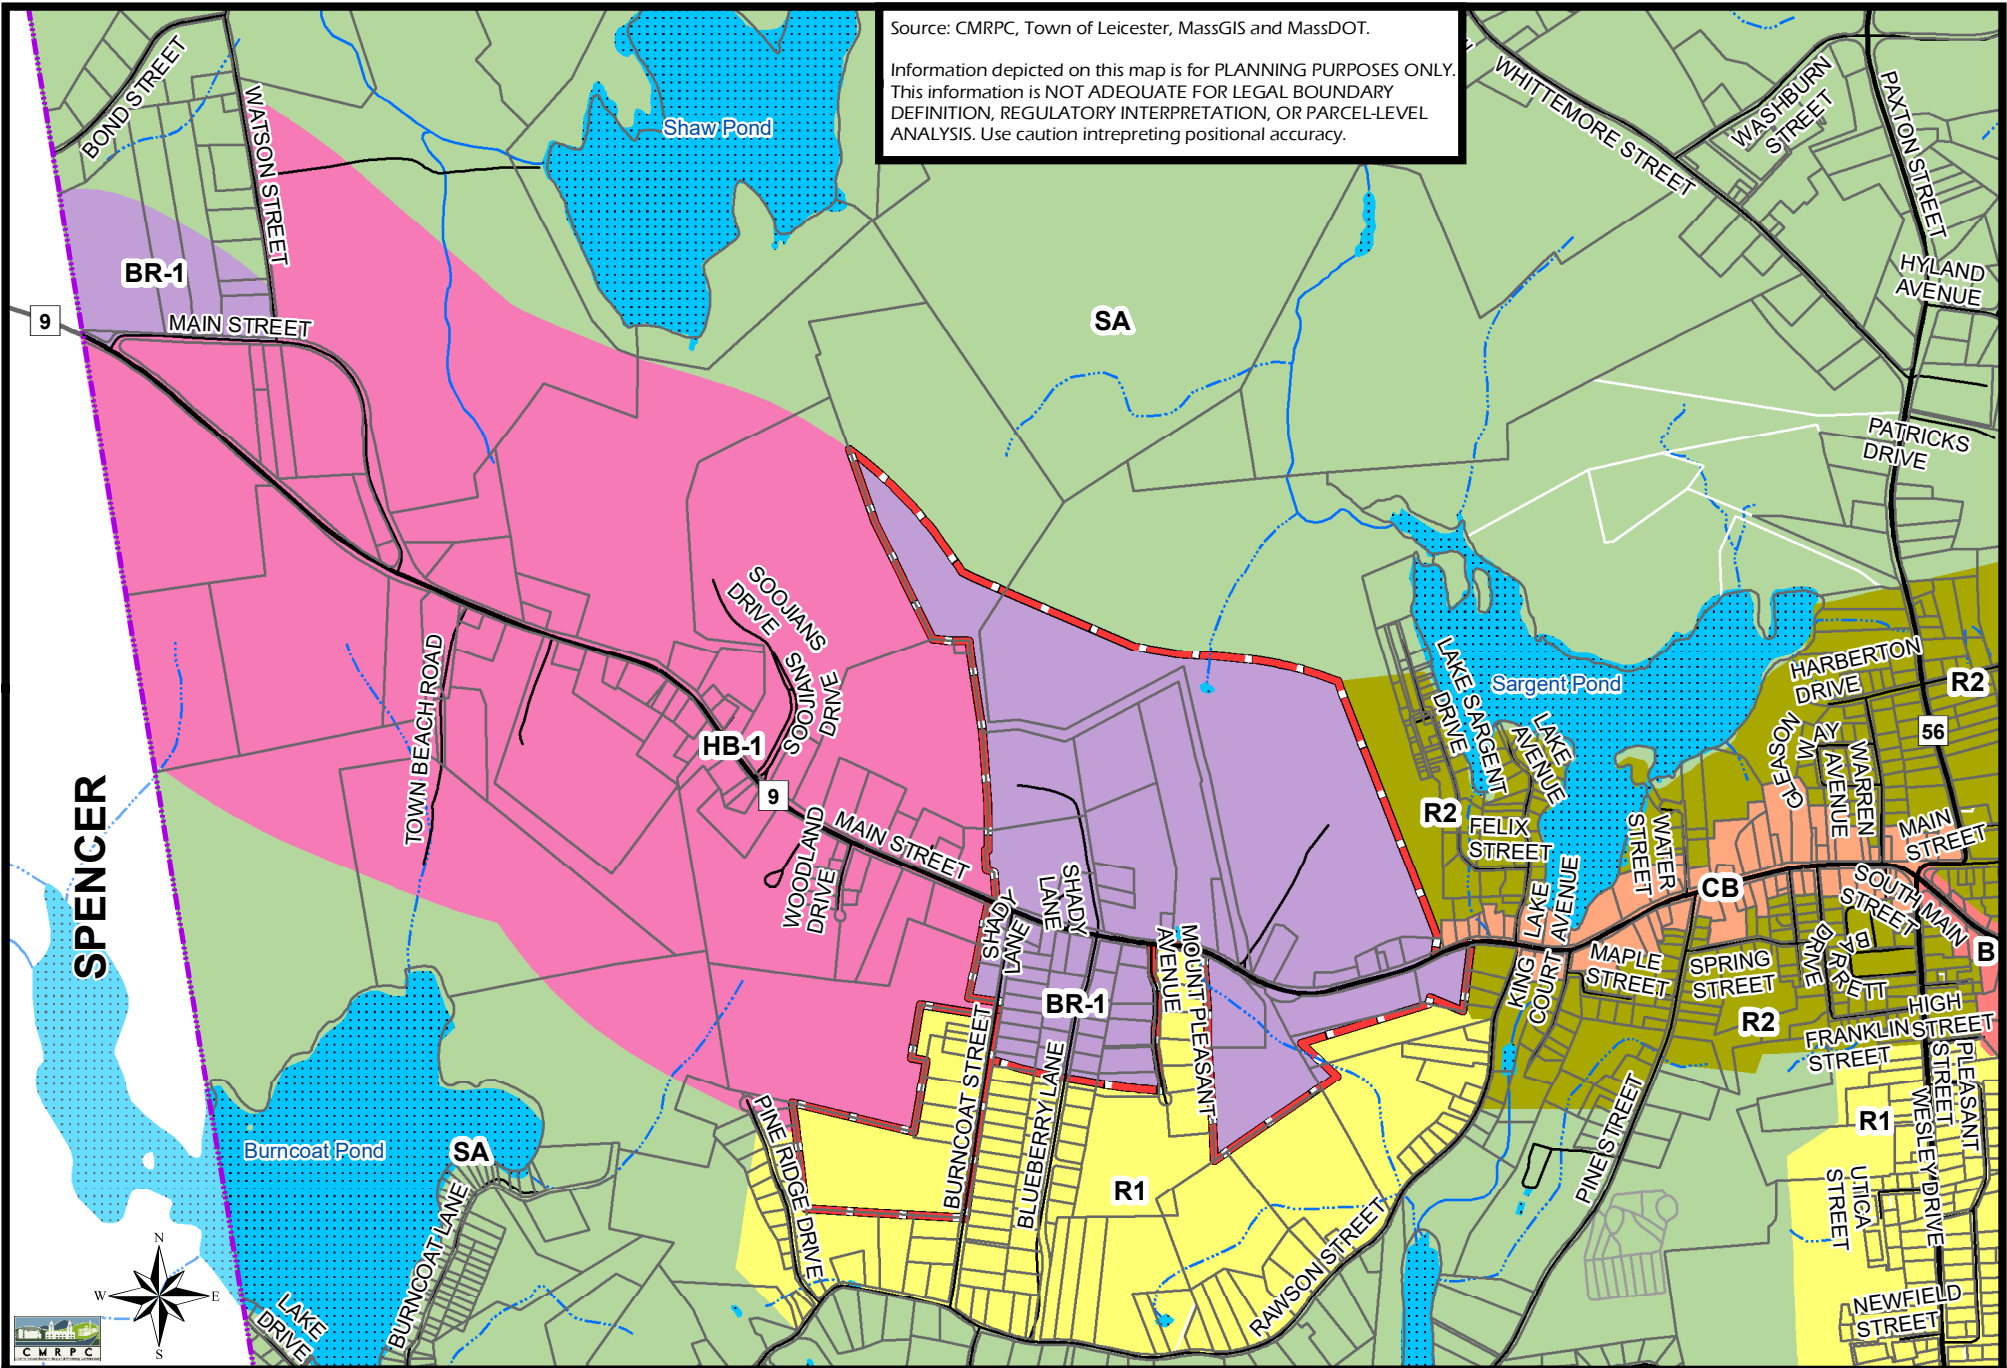 Source: CMRPC, Town of Leicester, MassGIS and MassDOT.
Information depicted on this map is for PLANNING PURPOSES ONLY.
This information is NOT ADEQUATE FOR LEGAL BOUNDARY
DEFINITION, REGULATORY INTERPRETATION, OR PARCEL-LEVEL
ANALYSIS. Use caution intrepreting positional accuracy.
BOND STREET
WATSON STREET
Shaw Pond
WHITTEMORE STREET
WASHBURN
STREET
PAXTON STREET
HYLAND
AVENUE
BR-1
9
MAIN STREET
SA
PATRICKS
DRIVE
SOOJIANS
DRIVE
SOOJIANS
DRIVE
TOWN BEACH ROAD
HB-1
9
WOODLAND
DRIVE
MAIN STREET
SHADY
LANE
SHADY
LANE
LAKE SARGENT
DRIVE
Sargent Pond
LAKE
AVENUE
HARBERTON
DRIVE
R2
56
GLEASON
WAY
M
WARREN
AVENUE
R2
FELIX
STREET
WATER
STREET
MAIN
STREET
CB
SOUTH MAIN
STREET
B
LAKE
AVENUE
KING
COURT
MAPLE
STREET
SPRING
STREET
BARRETT
DRIVE
HIGH
STREET
FRANKLIN
STREET
R2
PLEASANT
STREET
SPENCER
BR-1
MOUNT PLEASANT
AVENUE
BURNCOAT STREET
BLUEBERRY LANE
PINE RIDGE DRIVE
R1
RAWSON STREET
PINE STREET
R1
UTICA
STREET
WESLEY DRIVE
NEWFIELD
STREET
Burncoat Pond
SA
BURNCOAT LANE
LAKE
DRIVE
N
W
E
S
CMRPC